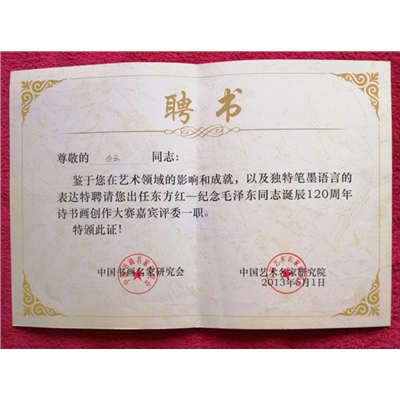 聘书
尊敬的 同志:
鉴于您在艺术领域的影响和成就，以及独特笔墨语言的
表达特聘请您出任东方红—纪念毛泽东同志诞辰120周年
诗书画创作大赛嘉宾评委一职。
特颁此证!
中国书画名家研究会 中国艺术名家研究院
2013年5月1日